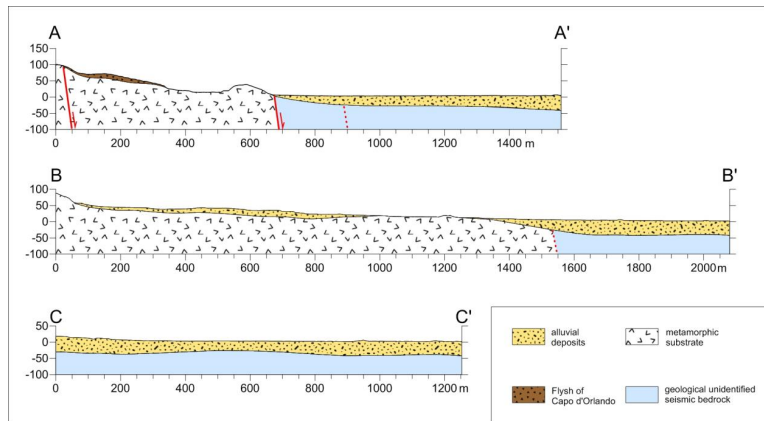 A A'
150
100
50
0
-50
-100
0 200 400 600 800 1000 1200 1400 m
B B'
100
50
0
-50
-100
0 200 400 600 800 1000 1200 1400 1600 1800 2000 m
C C'
50
0
-50
-100
0 200 400 600 800 1000 1200 m
alluvial
deposits
metamorphic
substrate
Flysh of
Capo d'Orlando
geological unidentified
seismic bedrock